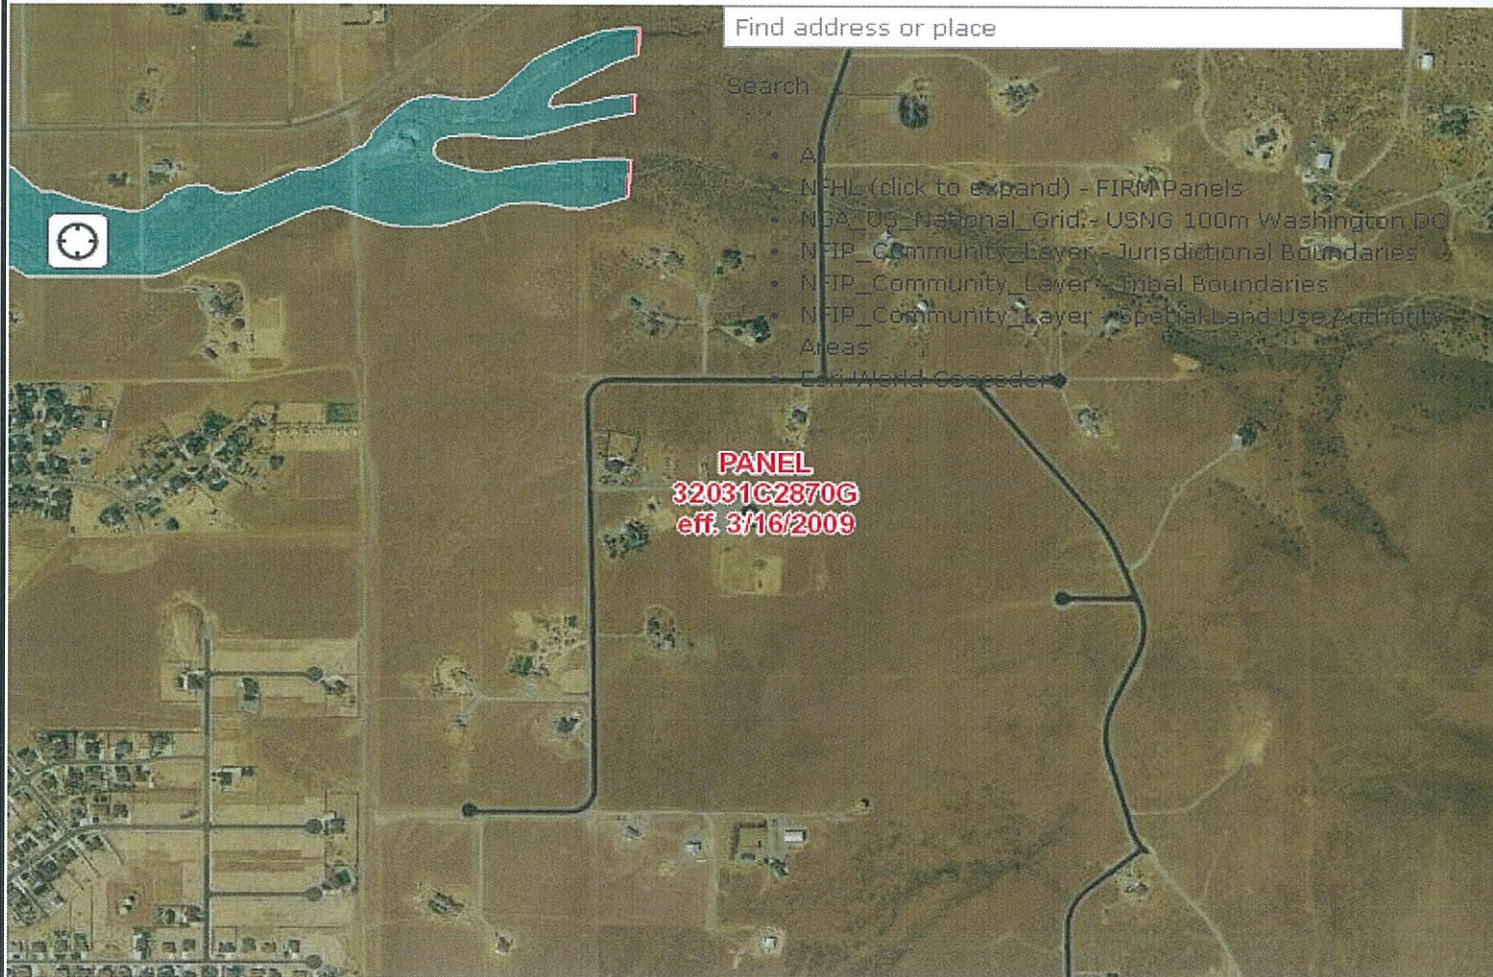 Find address or place
Search
A
NFHL (click to expand) - FIRM Panels
NGA_US_National_Grid - USNG 100m Washington DC
NFIP_Community_Layer - Jurisdictional Boundaries
NFIP_Community_Layer - Tribal Boundaries
NFIP_Community_Layer - Special Land Use Authority
Areas
Esri World Geocoder
PANEL
32031C2870G
eff. 3/16/2009